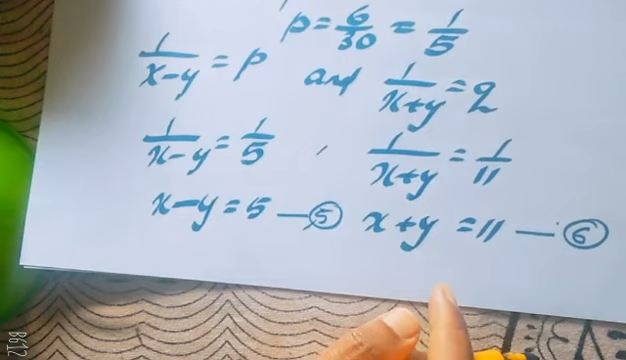 p = 6/30 = 1/5
1/(x-y) = p and 1/(x+y) = q
1/(x-y) = 1/5 , 1/(x+y) = 1/11
x-y = 5 — ⑤ x+y = 11 — ⑥
B612